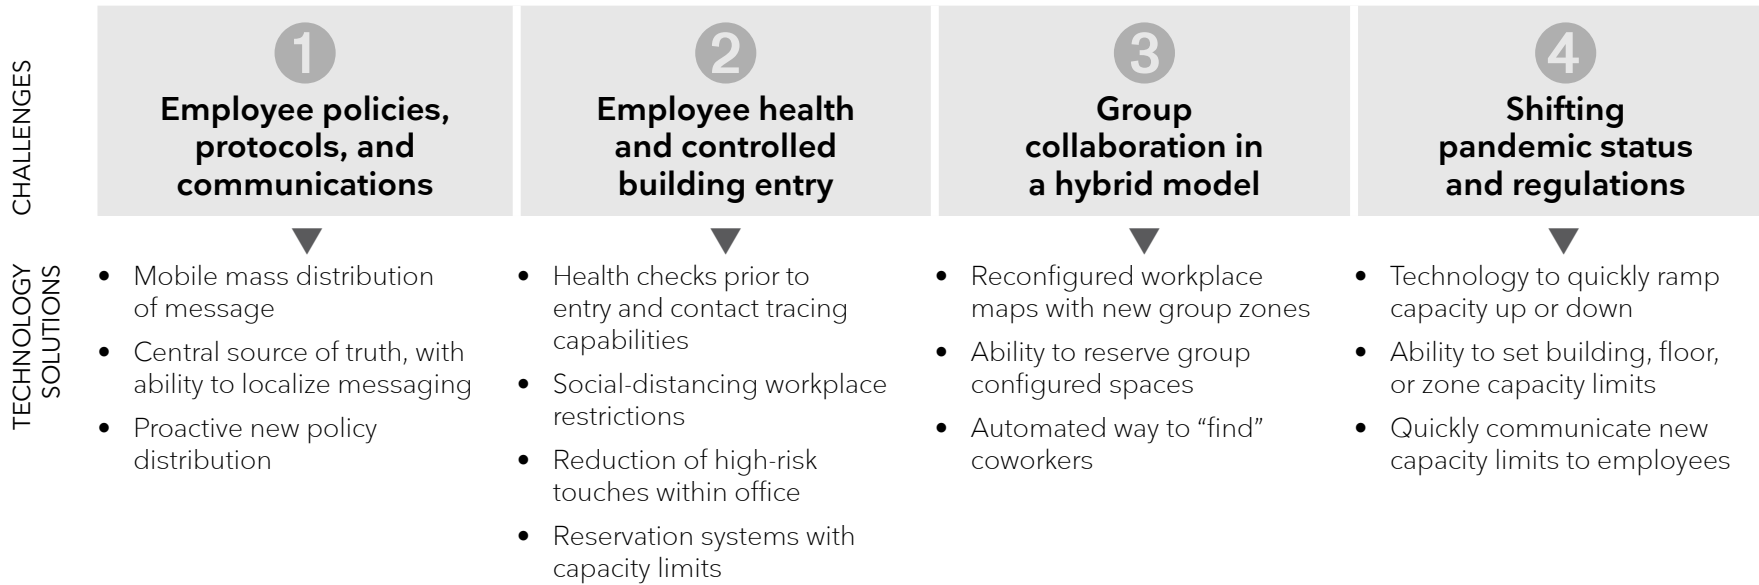 CHALLENGES
1
Employee policies,
protocols, and
communications
2
Employee health
and controlled
building entry
3
Group
collaboration in
a hybrid model
4
Shifting
pandemic status
and regulations
TECHNOLOGY
SOLUTIONS
• Mobile mass distribution
of message
• Central source of truth, with
ability to localize messaging
• Proactive new policy
distribution
• Health checks prior to
entry and contact tracing
capabilities
• Social-distancing workplace
restrictions
• Reduction of high-risk
touches within office
• Reservation systems with
capacity limits
• Reconfigured workplace
maps with new group zones
• Ability to reserve group
configured spaces
• Automated way to “find”
coworkers
• Technology to quickly ramp
capacity up or down
• Ability to set building, floor,
or zone capacity limits
• Quickly communicate new
capacity limits to employees